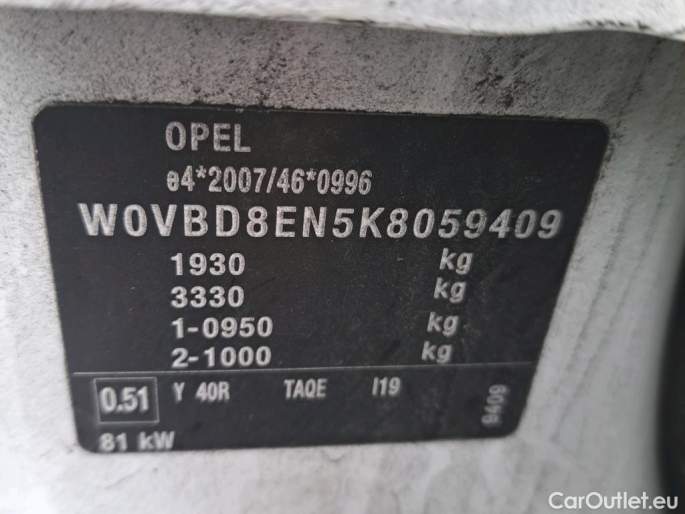 OPEL
e4*2007/46*0996
W0VBD8EN5K8059409
1930 kg
3330 kg
1-0950 kg
2-1000 kg
0.51 Y 40R TAQE I19
81 kW
9409
CarOutlet.eu